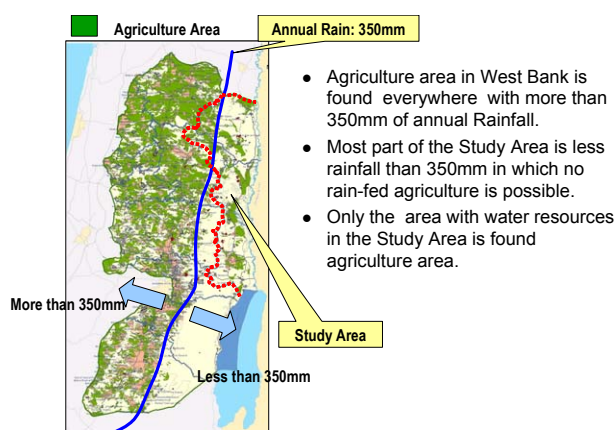 Agriculture Area
Annual Rain: 350mm
● Agriculture area in West Bank is
found everywhere with more than
350mm of annual Rainfall.
● Most part of the Study Area is less
rainfall than 350mm in which no
rain-fed agriculture is possible.
● Only the area with water resources
in the Study Area is found
agriculture area.
More than 350mm
Study Area
Less than 350mm